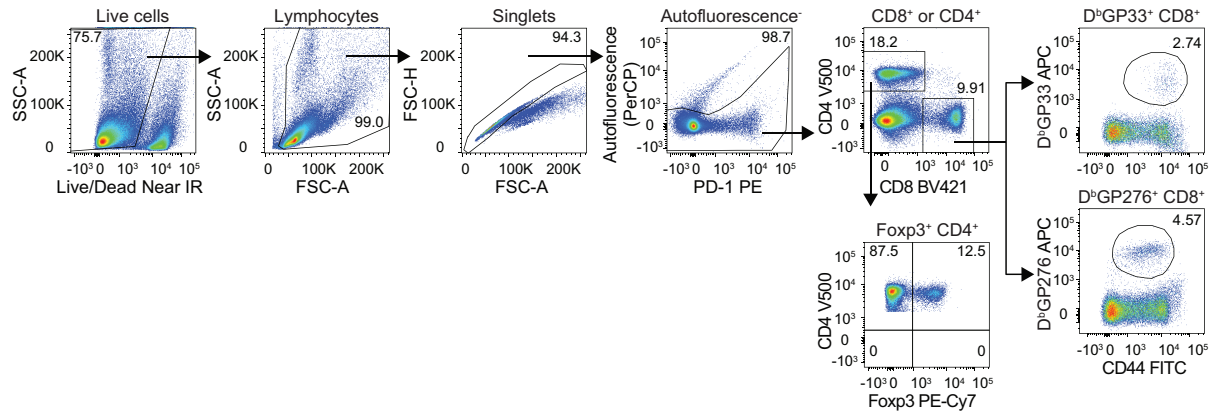 Live cells
75.7
200K
100K
0
SSC-A
-10³ 0 10³ 10⁴ 10⁵
Live/Dead Near IR
Lymphocytes
99.0
200K
100K
0
SSC-A
0 100K 200K
FSC-A
Singlets
94.3
200K
100K
0
FSC-H
0 100K 200K
FSC-A
Autofluorescence⁻
98.7
10⁵
10⁴
10³
0
-10³
Autofluorescence
(PerCP)
-10³ 0 10³ 10⁴ 10⁵
PD-1 PE
CD8⁺ or CD4⁺
18.2
9.91
10⁵
10⁴
10³
0
-10³
CD4 V500
0 10³ 10⁴ 10⁵
CD8 BV421
DᵇGP33⁺ CD8⁺
2.74
10⁵
10⁴
10³
0
DᵇGP33 APC
-10³ 0 10³ 10⁴ 10⁵
Foxp3⁺ CD4⁺
87.5 12.5
0 0
10⁵
10⁴
10³
0
-10³
CD4 V500
-10³ 0 10³ 10⁴ 10⁵
Foxp3 PE-Cy7
DᵇGP276⁺ CD8⁺
4.57
10⁵
10⁴
10³
0
DᵇGP276 APC
-10³ 0 10³ 10⁴ 10⁵
CD44 FITC